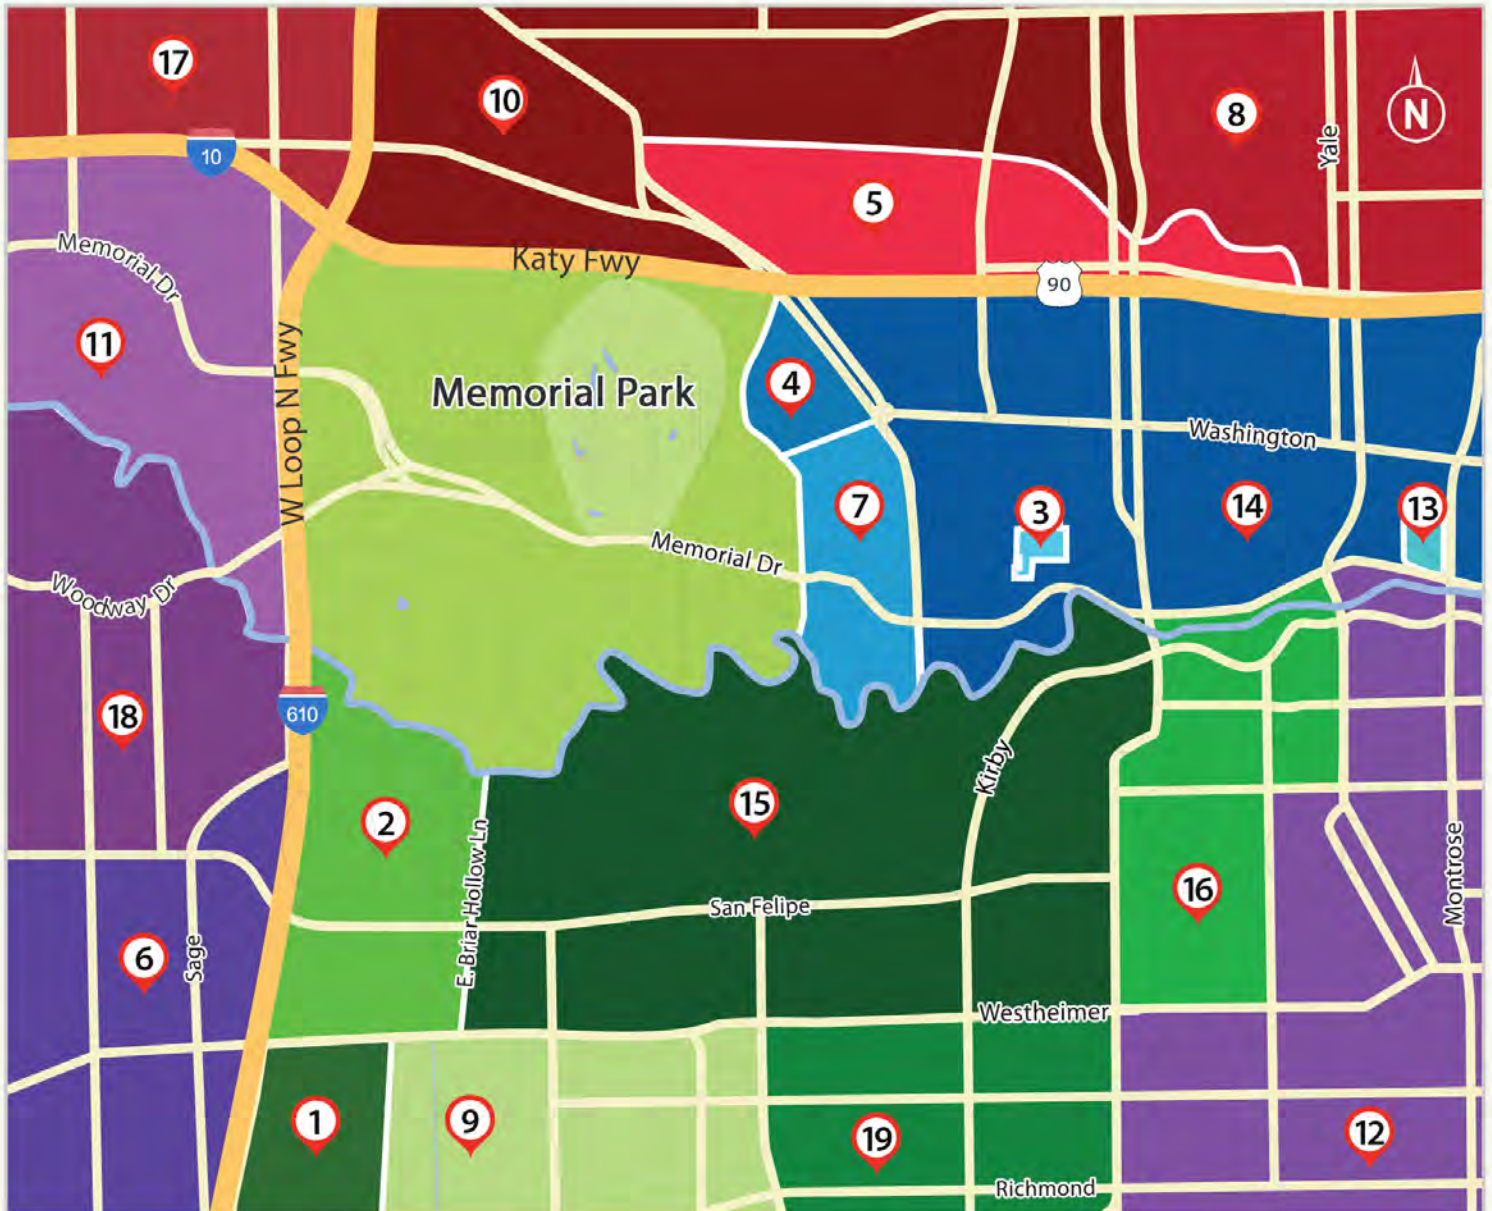 17
10
8
N
Yale
10
5
Memorial Dr
Katy Fwy
90
11
W Loop N Fwy
Memorial Park
4
Washington
7
3
14
13
Memorial Dr
Woodway Dr
18
610
Kirby
15
2
E. Briar Hollow Ln
San Felipe
16
Montrose
6
Sage
Westheimer
1
9
19
12
Richmond